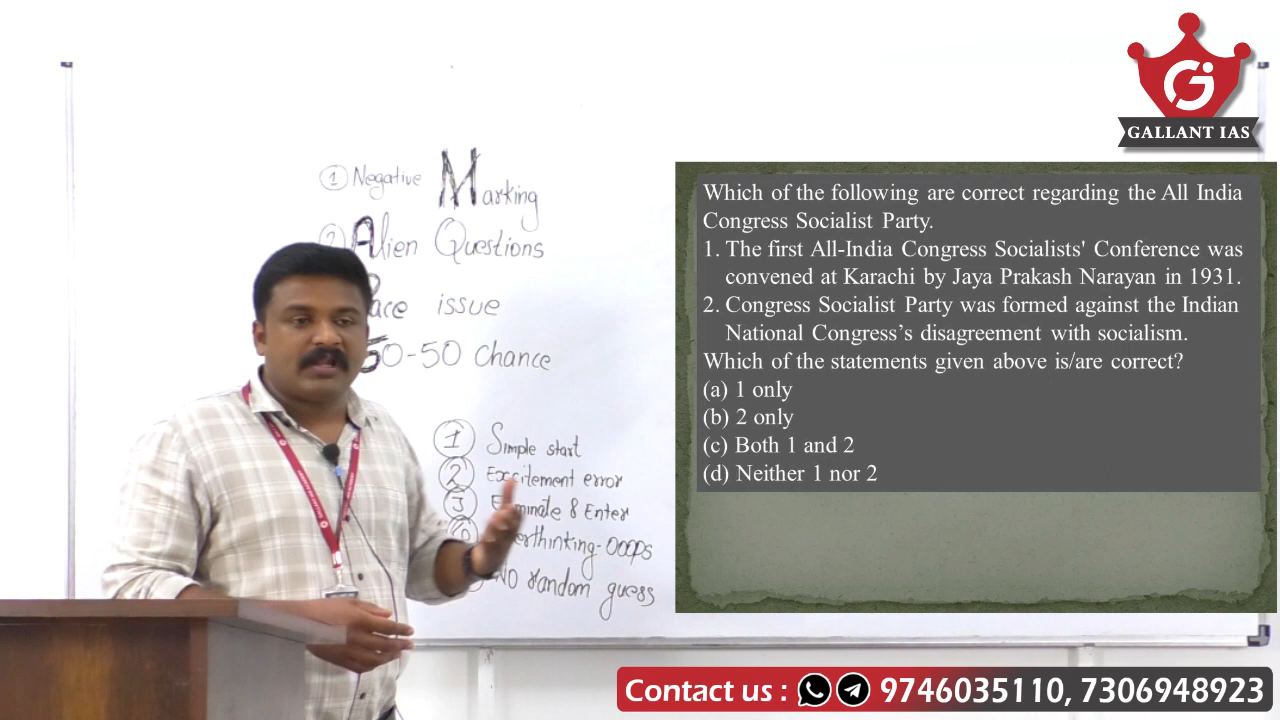 GALLANT IAS
① Negative Marking
Alien Questions
issue
50-50 Chance
① Simple start
② Excitement error
③ & Enter
Ooops
NO random guess
Which of the following are correct regarding the All India
Congress Socialist Party.
1. The first All-India Congress Socialists' Conference was
convened at Karachi by Jaya Prakash Narayan in 1931.
2. Congress Socialist Party was formed against the Indian
National Congress’s disagreement with socialism.
Which of the statements given above is/are correct?
(a) 1 only
(b) 2 only
(c) Both 1 and 2
(d) Neither 1 nor 2
Contact us : 9746035110, 7306948923